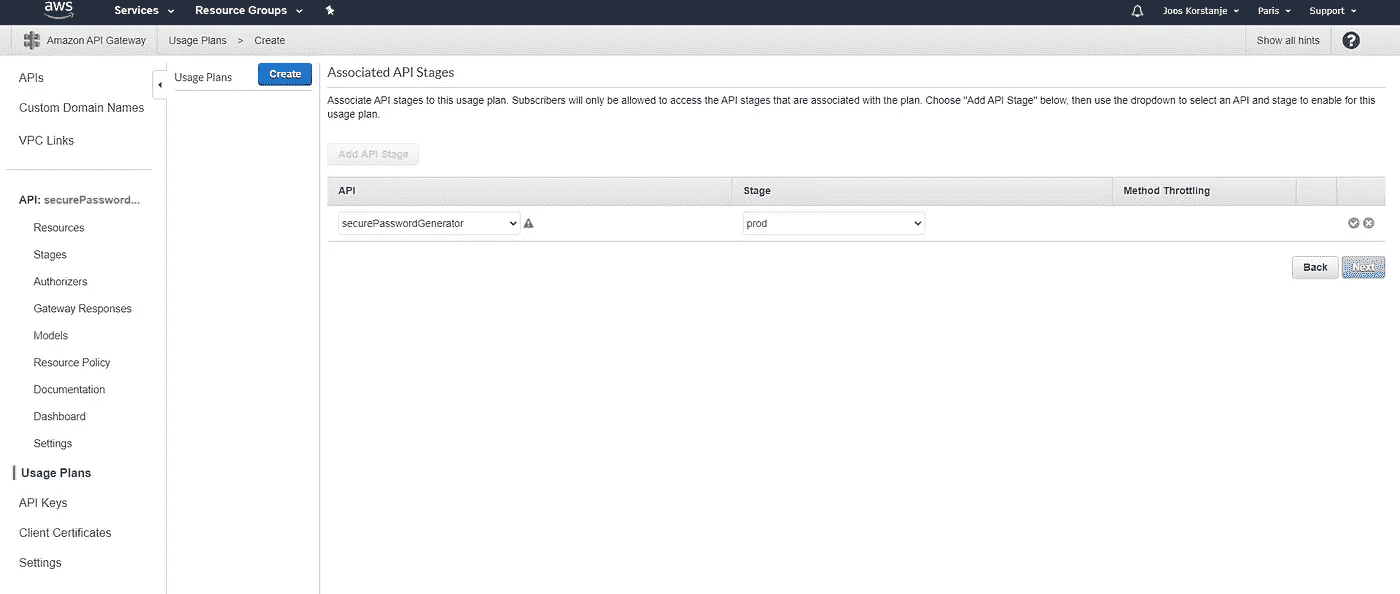 aws
Services
Resource Groups
Joos Korstanje
Paris
Support
Amazon API Gateway
Usage Plans > Create
Show all hints
?
APIs
Custom Domain Names
VPC Links
API: securePassword...
Resources
Stages
Authorizers
Gateway Responses
Models
Resource Policy
Documentation
Dashboard
Settings
Usage Plans
API Keys
Client Certificates
Settings
Usage Plans
Create
Associated API Stages
Associate API stages to this usage plan. Subscribers will only be allowed to access the API stages that are associated with the plan. Choose "Add API Stage" below, then use the dropdown to select an API and stage to enable for this
usage plan.
Add API Stage
API
Stage
Method Throttling
securePasswordGenerator
prod
Back
Next